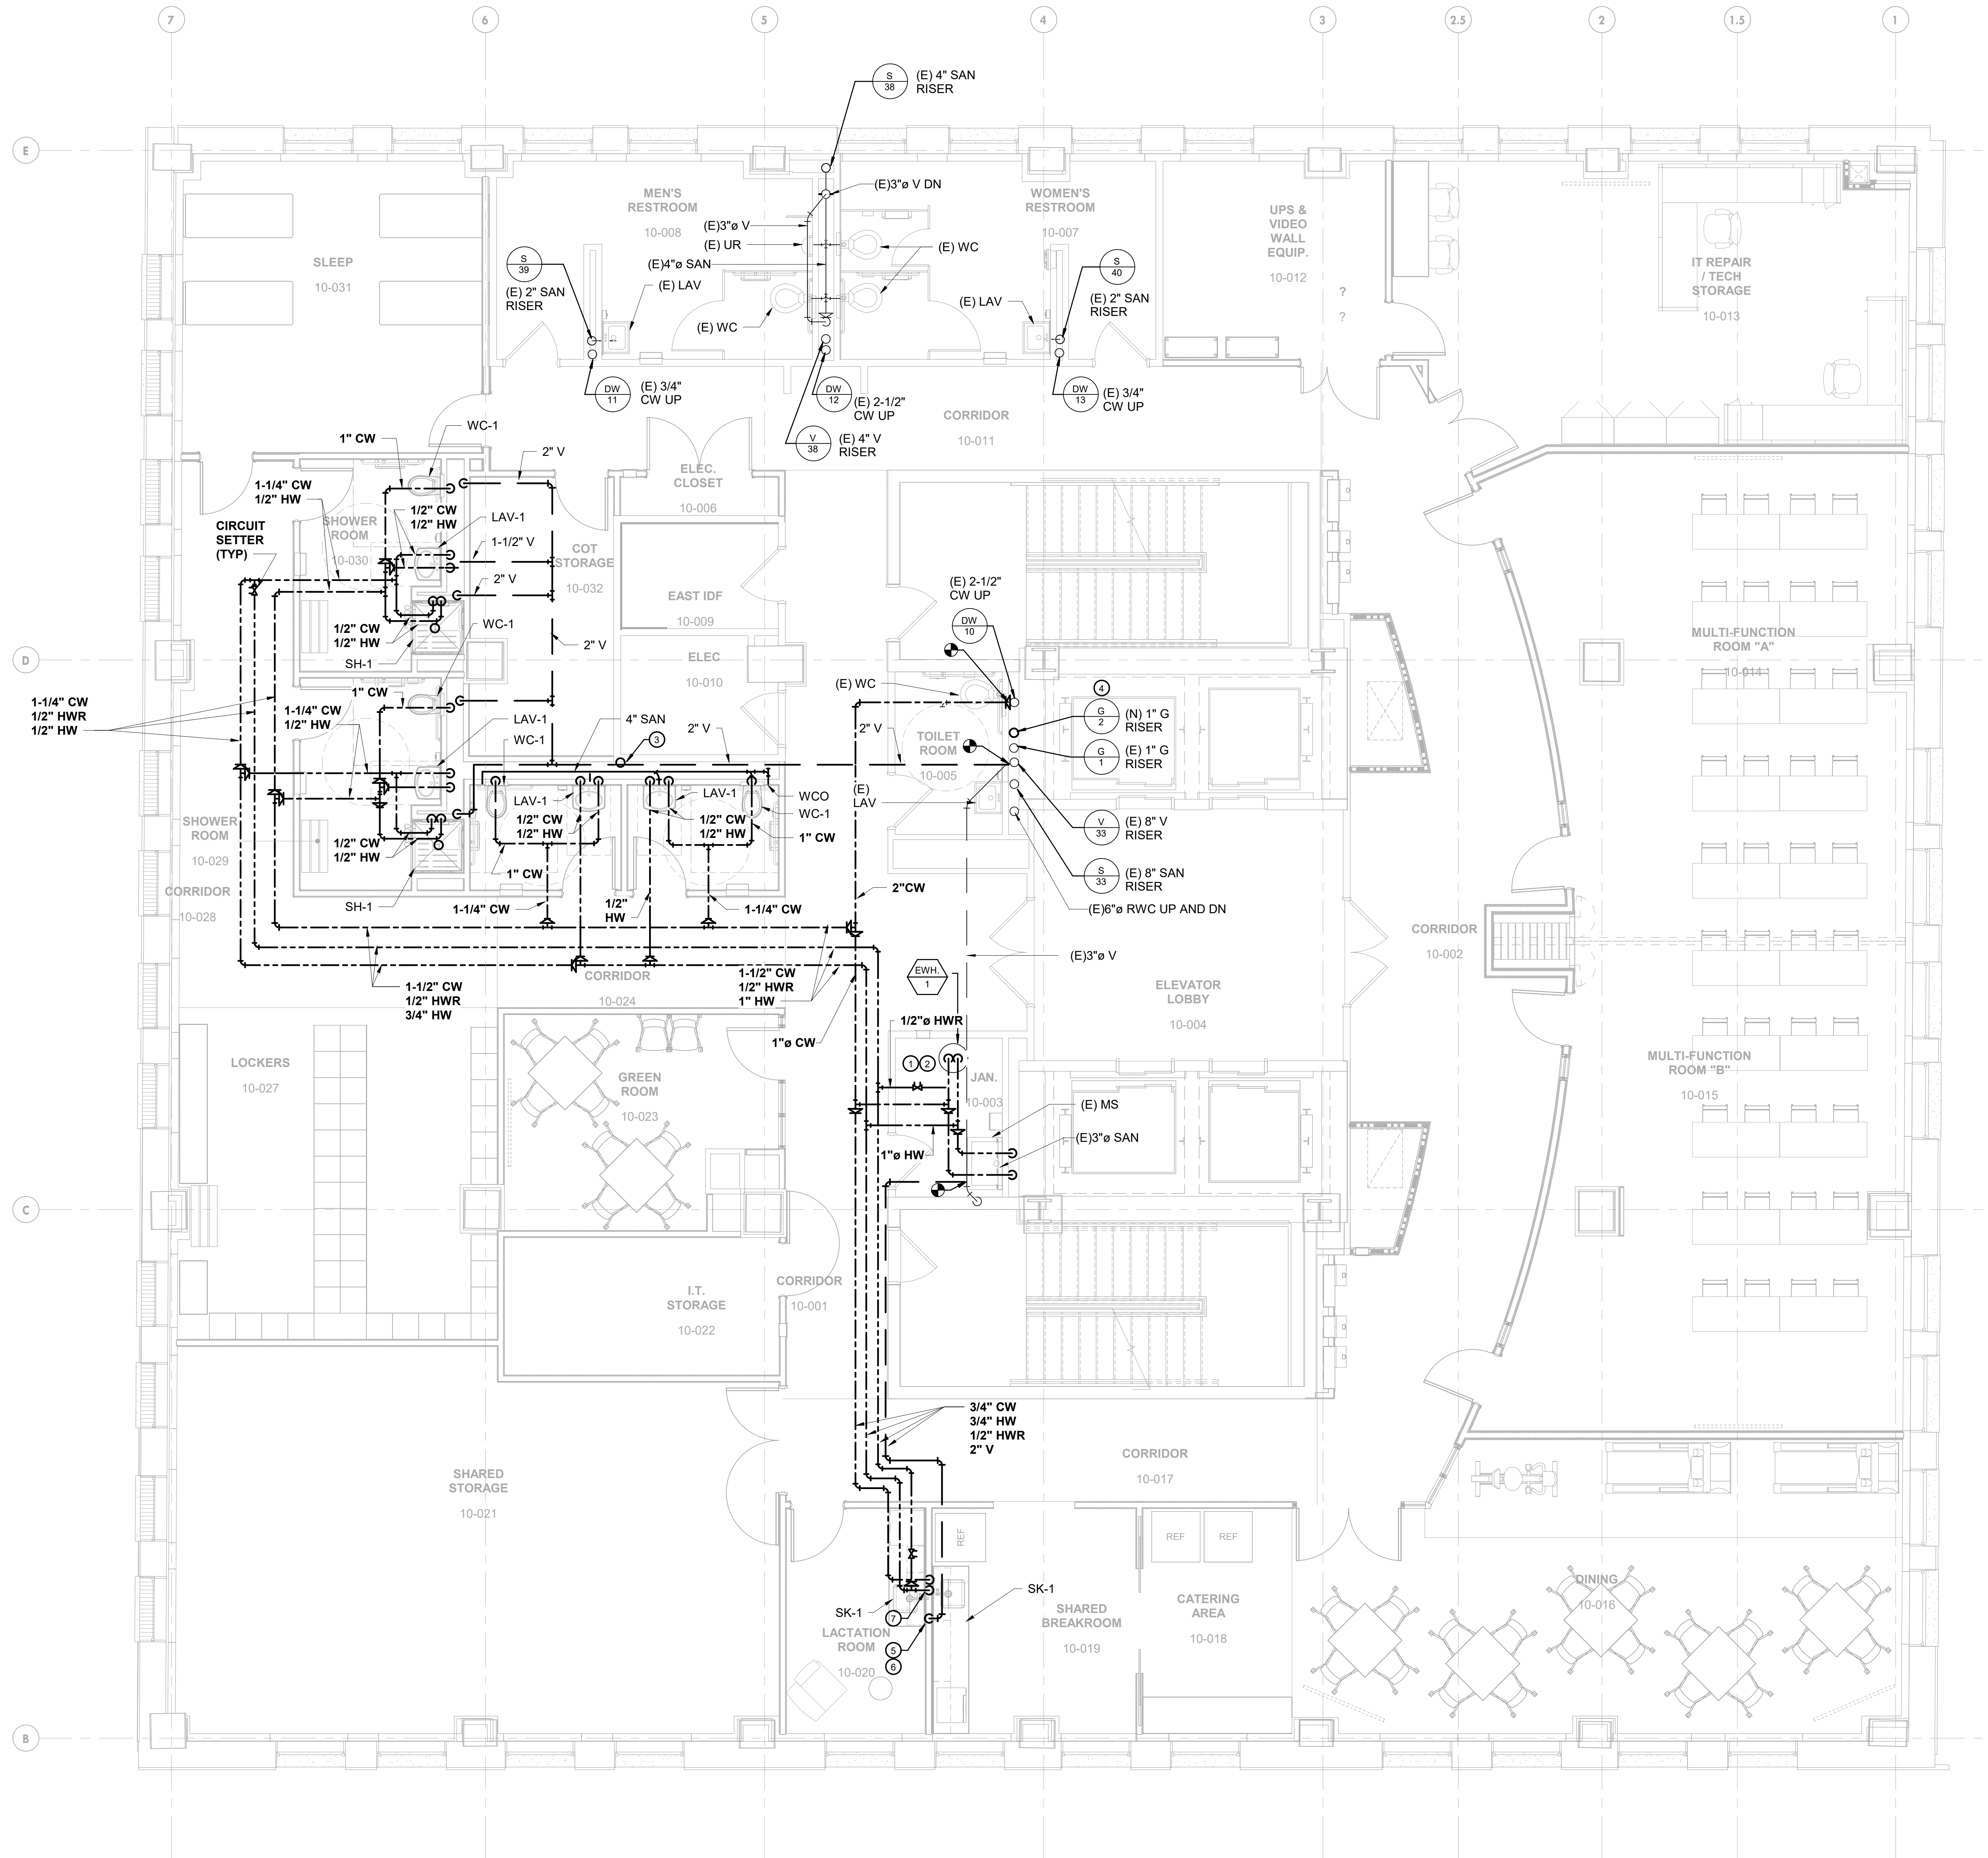 7
6
5
4
3
2.5
2
1.5
1
S
38
(E) 4" SAN
RISER
E
(E)3"ø V DN
MEN'S
RESTROOM
10-008
WOMEN'S
RESTROOM
10-007
(E)3"ø V
(E) UR
(E)4"ø SAN
(E) LAV
(E) WC
(E) WC
(E) LAV
S
39
(E) 2" SAN
RISER
S
40
(E) 2" SAN
RISER
UPS &
VIDEO
WALL
EQUIP.
10-012
?
?
IT REPAIR
/ TECH
STORAGE
10-013
SLEEP
10-031
DW
11
(E) 3/4"
CW UP
DW
12
(E) 2-1/2"
CW UP
DW
13
(E) 3/4"
CW UP
V
38
(E) 4" V
RISER
CORRIDOR
10-011
WC-1
1" CW
2" V
ELEC.
CLOSET
10-006
1-1/4" CW
1/2" HW
1/2" CW
1/2" HW
LAV-1
CIRCUIT
SETTER
(TYP)
SHOWER
ROOM
10-030
1-1/2" V
COT
STORAGE
10-032
2" V
EAST IDF
10-009
(E) 2-1/2"
CW UP
DW
10
1/2" CW
1/2" HW
WC-1
SH-1
2" V
ELEC
10-010
MULTI-FUNCTION
ROOM "A"
10-014
D
(E) WC
4
G
2
(N) 1" G
RISER
G
1
(E) 1" G
RISER
1-1/4" CW
1/2" HWR
1/2" HW
1" CW
1-1/4" CW
1/2" HW
LAV-1
WC-1
4" SAN
3
2" V
2" V
TOILET
ROOM
10-005
(E)
LAV
LAV-1
LAV-1
WCO
WC-1
1/2" CW
1/2" HW
1/2" CW
1/2" HW
1" CW
V
33
(E) 8" V
RISER
S
33
(E) 8" SAN
RISER
(E)6"ø RWC UP AND DN
SHOWER
ROOM
10-029
1/2" CW
1/2" HW
1" CW
2"CW
CORRIDOR
10-028
SH-1
1-1/4" CW
1/2"
HW
1-1/4" CW
CORRIDOR
10-002
(E)3"ø V
EWH.
1
1-1/2" CW
1/2" HWR
3/4" HW
CORRIDOR
10-024
1-1/2" CW
1/2" HWR
1" HW
ELEVATOR
LOBBY
10-004
1/2"ø HWR
1"ø CW
1
2
JAN.
10-003
LOCKERS
10-027
GREEN
ROOM
10-023
MULTI-FUNCTION
ROOM "B"
10-015
(E) MS
(E)3"ø SAN
1"ø HW
C
I.T.
STORAGE
10-022
CORRIDOR
10-001
3/4" CW
3/4" HW
1/2" HWR
2" V
CORRIDOR
10-017
SHARED
STORAGE
10-021
REF
REF
REF
SK-1
SK-1
7
5
6
LACTATION
ROOM
10-020
SHARED
BREAKROOM
10-019
CATERING
AREA
10-018
DINING
10-016
B